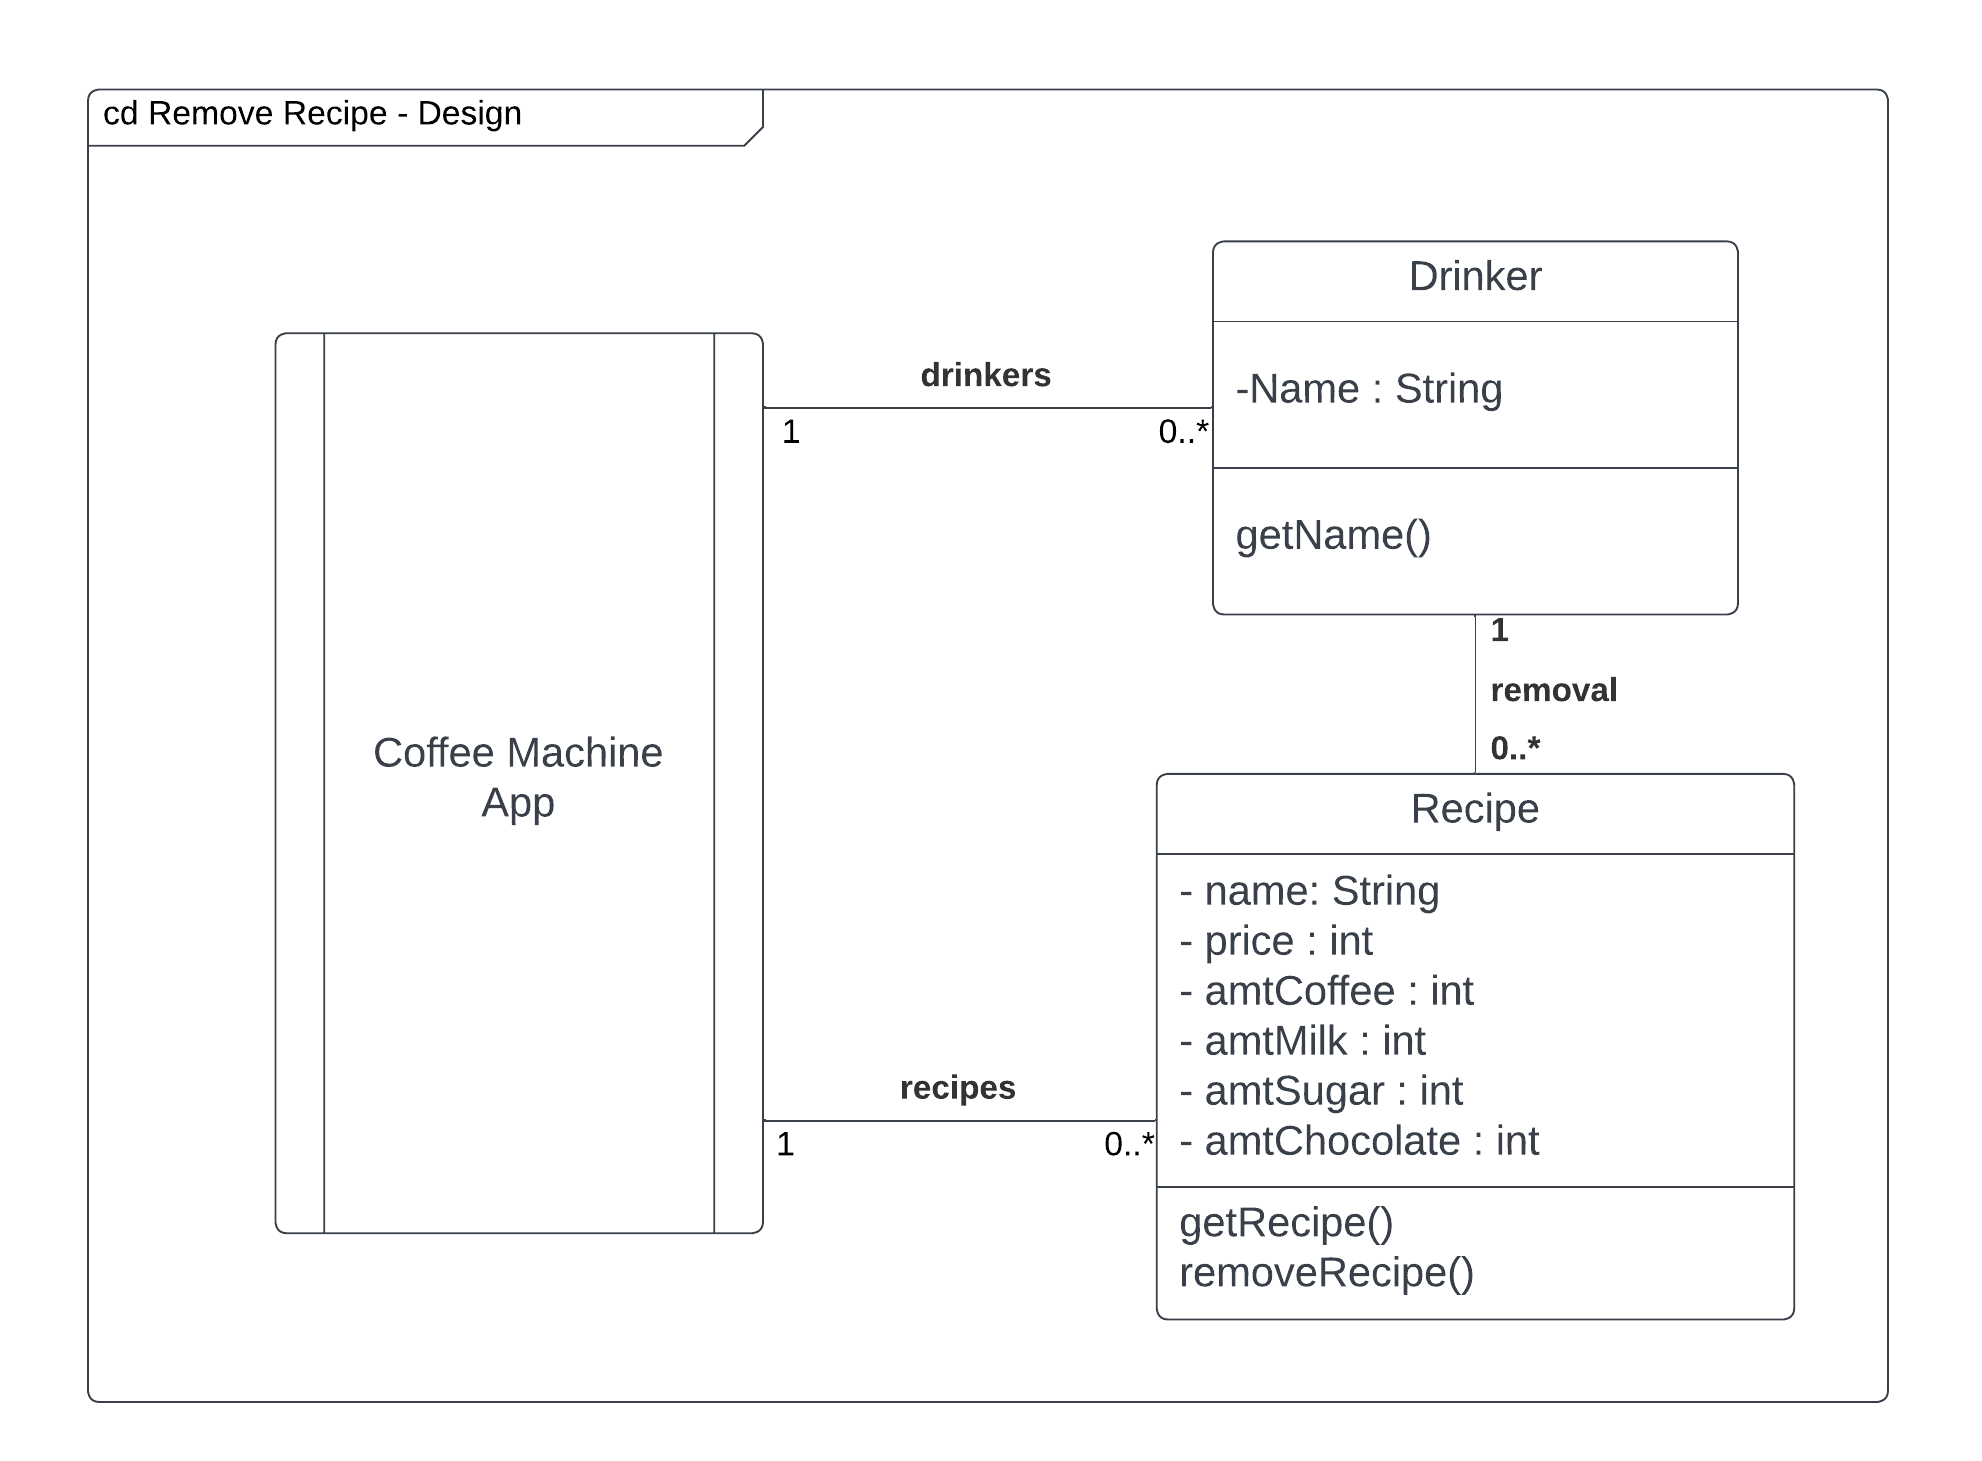 cd Remove Recipe - Design
Drinker
-Name : String
getName()
drinkers
1
0..*
1
removal
0..*
Coffee Machine
App
Recipe
- name: String
- price : int
- amtCoffee : int
- amtMilk : int
- amtSugar : int
- amtChocolate : int
getRecipe()
removeRecipe()
recipes
1
0..*